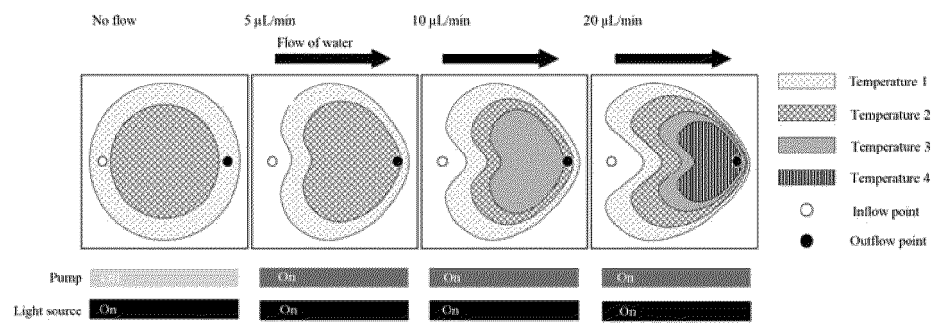 No flow
5 µL/min
10 µL/min
20 µL/min
Flow of water
Temperature 1
Temperature 2
Temperature 3
Temperature 4
Inflow point
Outflow point
Pump On On On
Light source On On On On